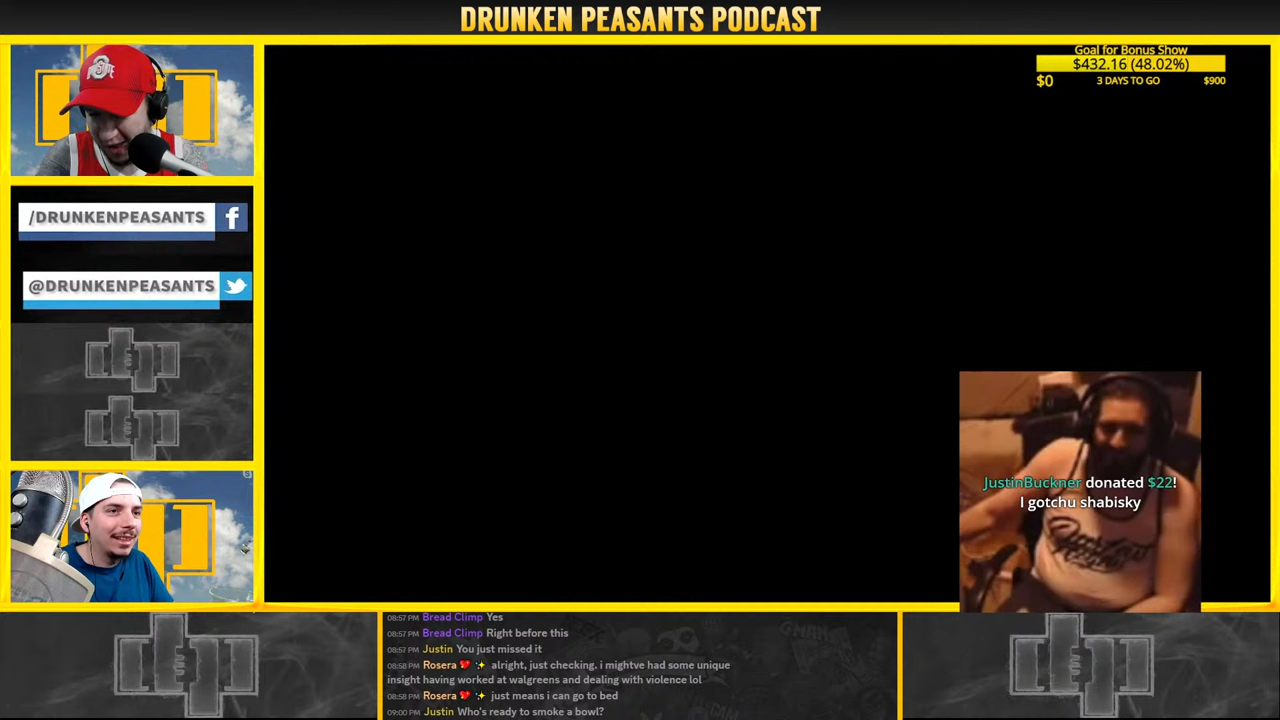 DRUNKEN PEASANTS PODCAST
Goal for Bonus Show
$432.16 (48.02%)
$0 3 DAYS TO GO $900
/DRUNKENPEASANTS f
@DRUNKENPEASANTS
JustinBuckner donated $22!
I gotchu shabisky
08:57 PM Bread Climp Yes
08:57 PM Bread Climp Right before this
08:57 PM Justin You just missed it
08:58 PM Rosera ❤️ ✨ alright, just checking. i mightve had some unique
insight having worked at walgreens and dealing with violence lol
08:58 PM Rosera ❤️ ✨ just means i can go to bed
09:00 PM Justin Who's ready to smoke a bowl?